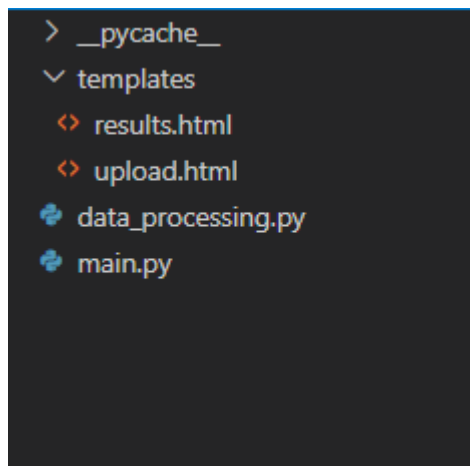 __pycache__
templates
results.html
upload.html
data_processing.py
main.py